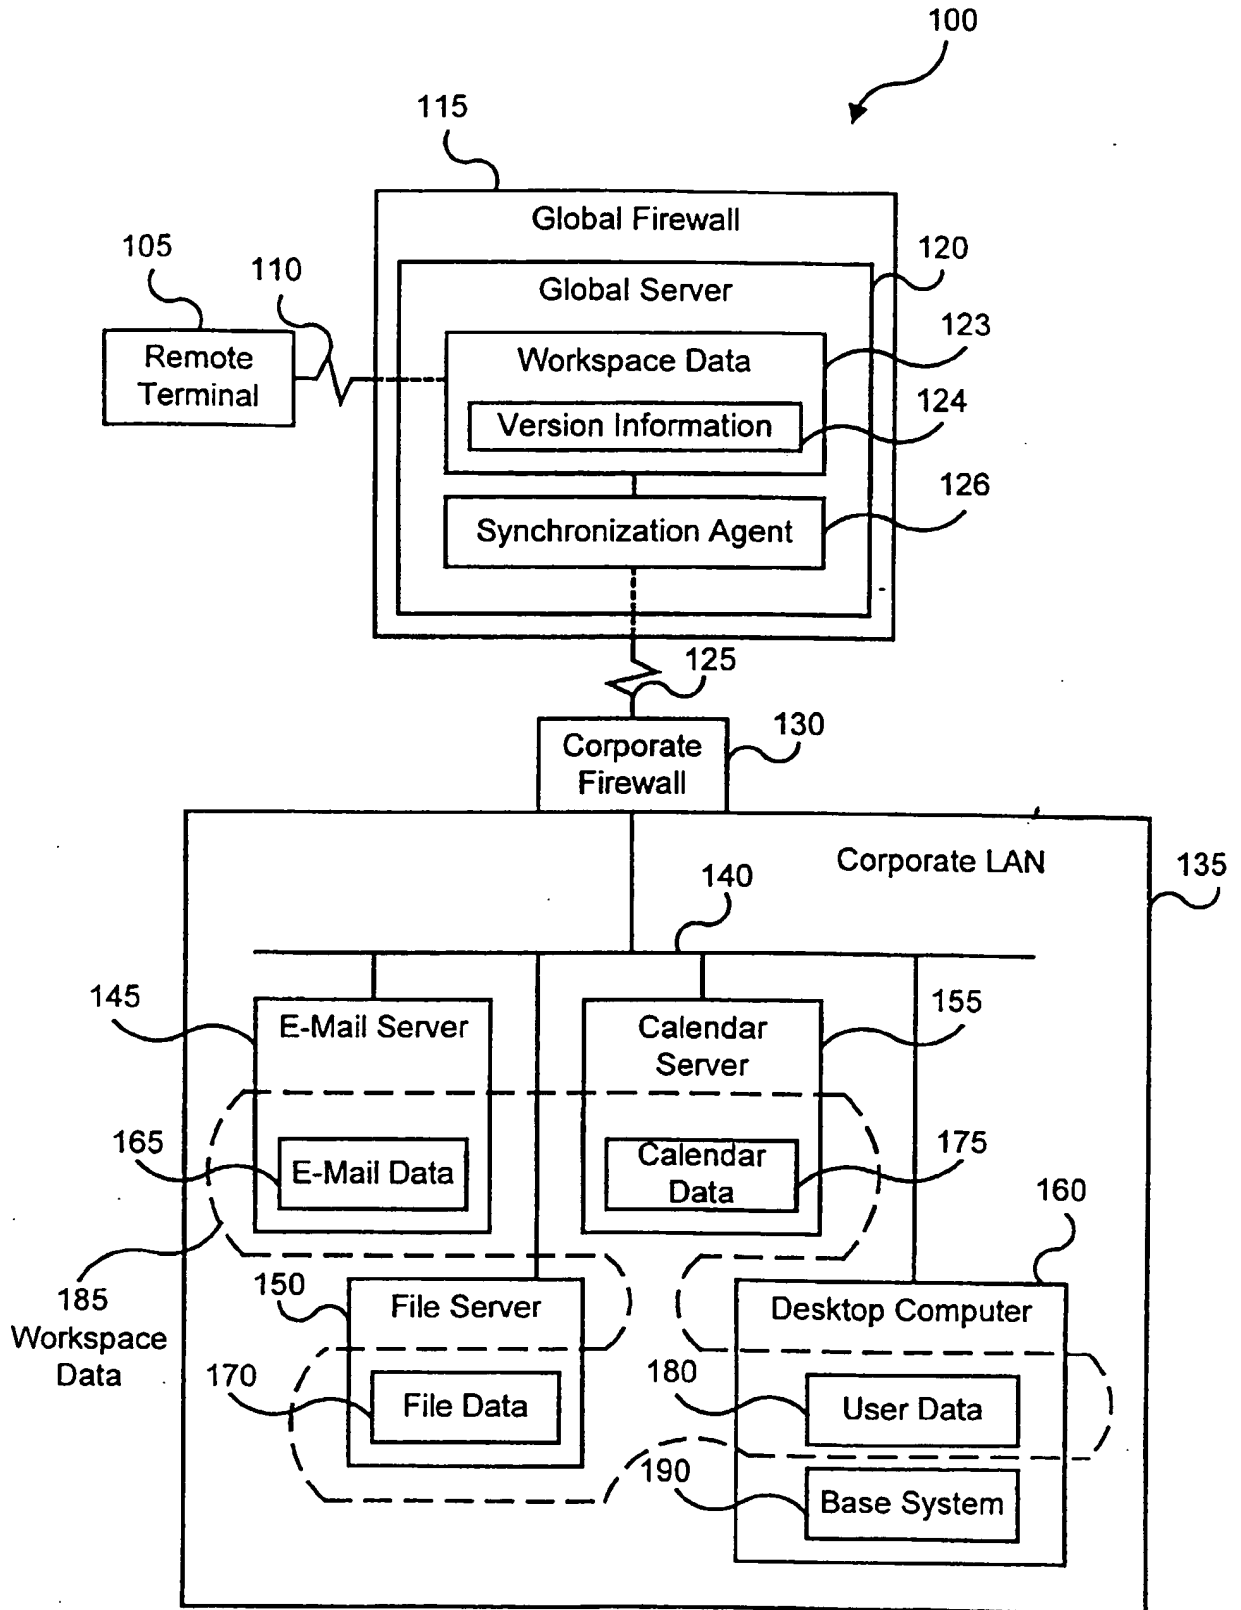 100
115
Global Firewall
105
110
120
Global Server
123
Remote
Terminal
Workspace Data
124
Version Information
126
Synchronization Agent
125
130
Corporate
Firewall
Corporate LAN
135
140
145
E-Mail Server
Calendar
Server
155
165
E-Mail Data
Calendar
Data
175
160
185
Workspace
Data
150
File Server
Desktop Computer
170
File Data
180
User Data
190
Base System